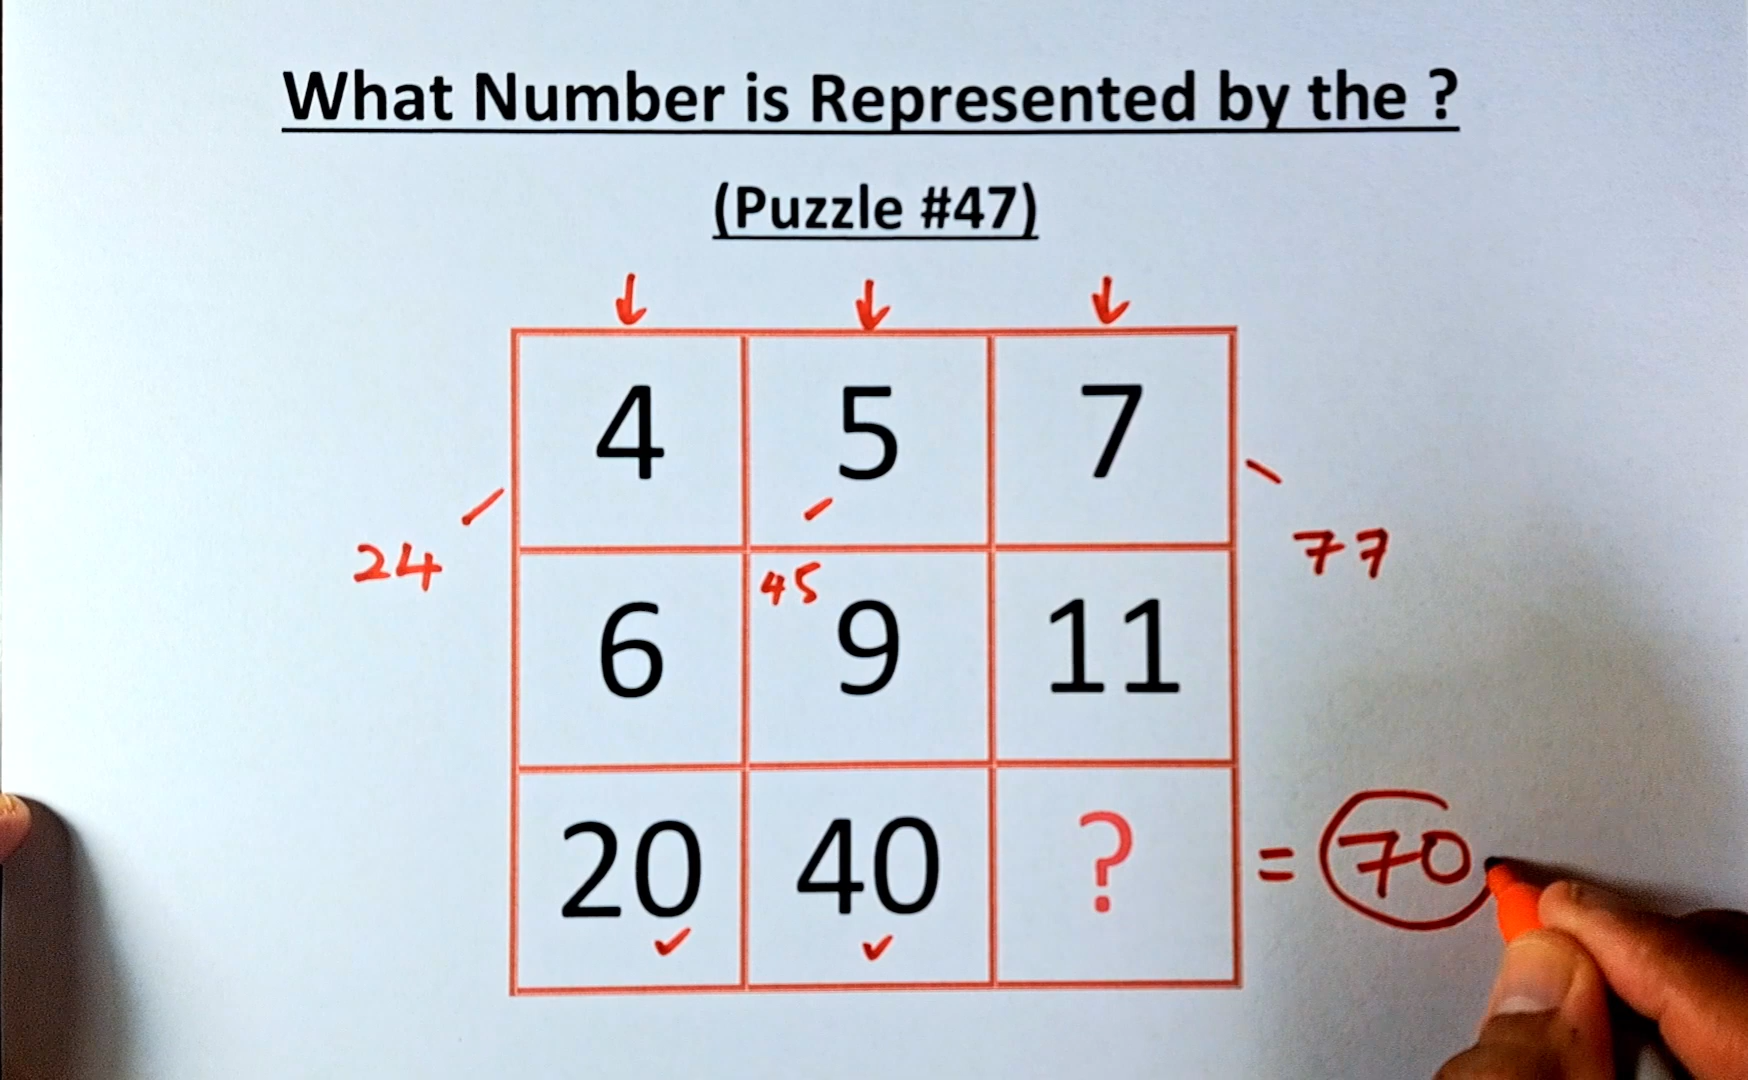 What Number is Represented by the ?
(Puzzle #47)
4 5 7
24 45 77
6 9 11
20 40 ? = 70